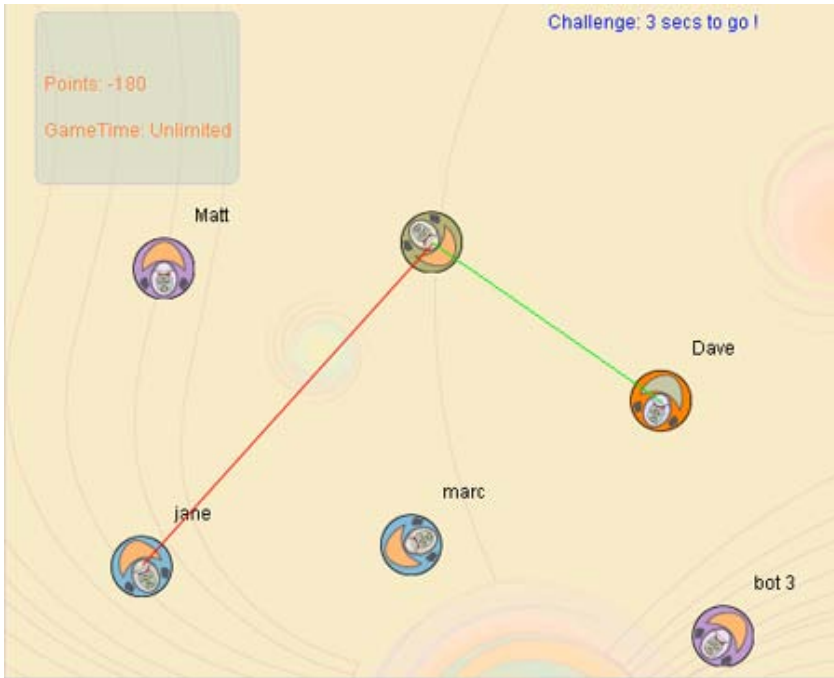 Challenge: 3 secs to go !
Points: -180
GameTime: Unlimited
Matt
Dave
marc
jane
bot 3